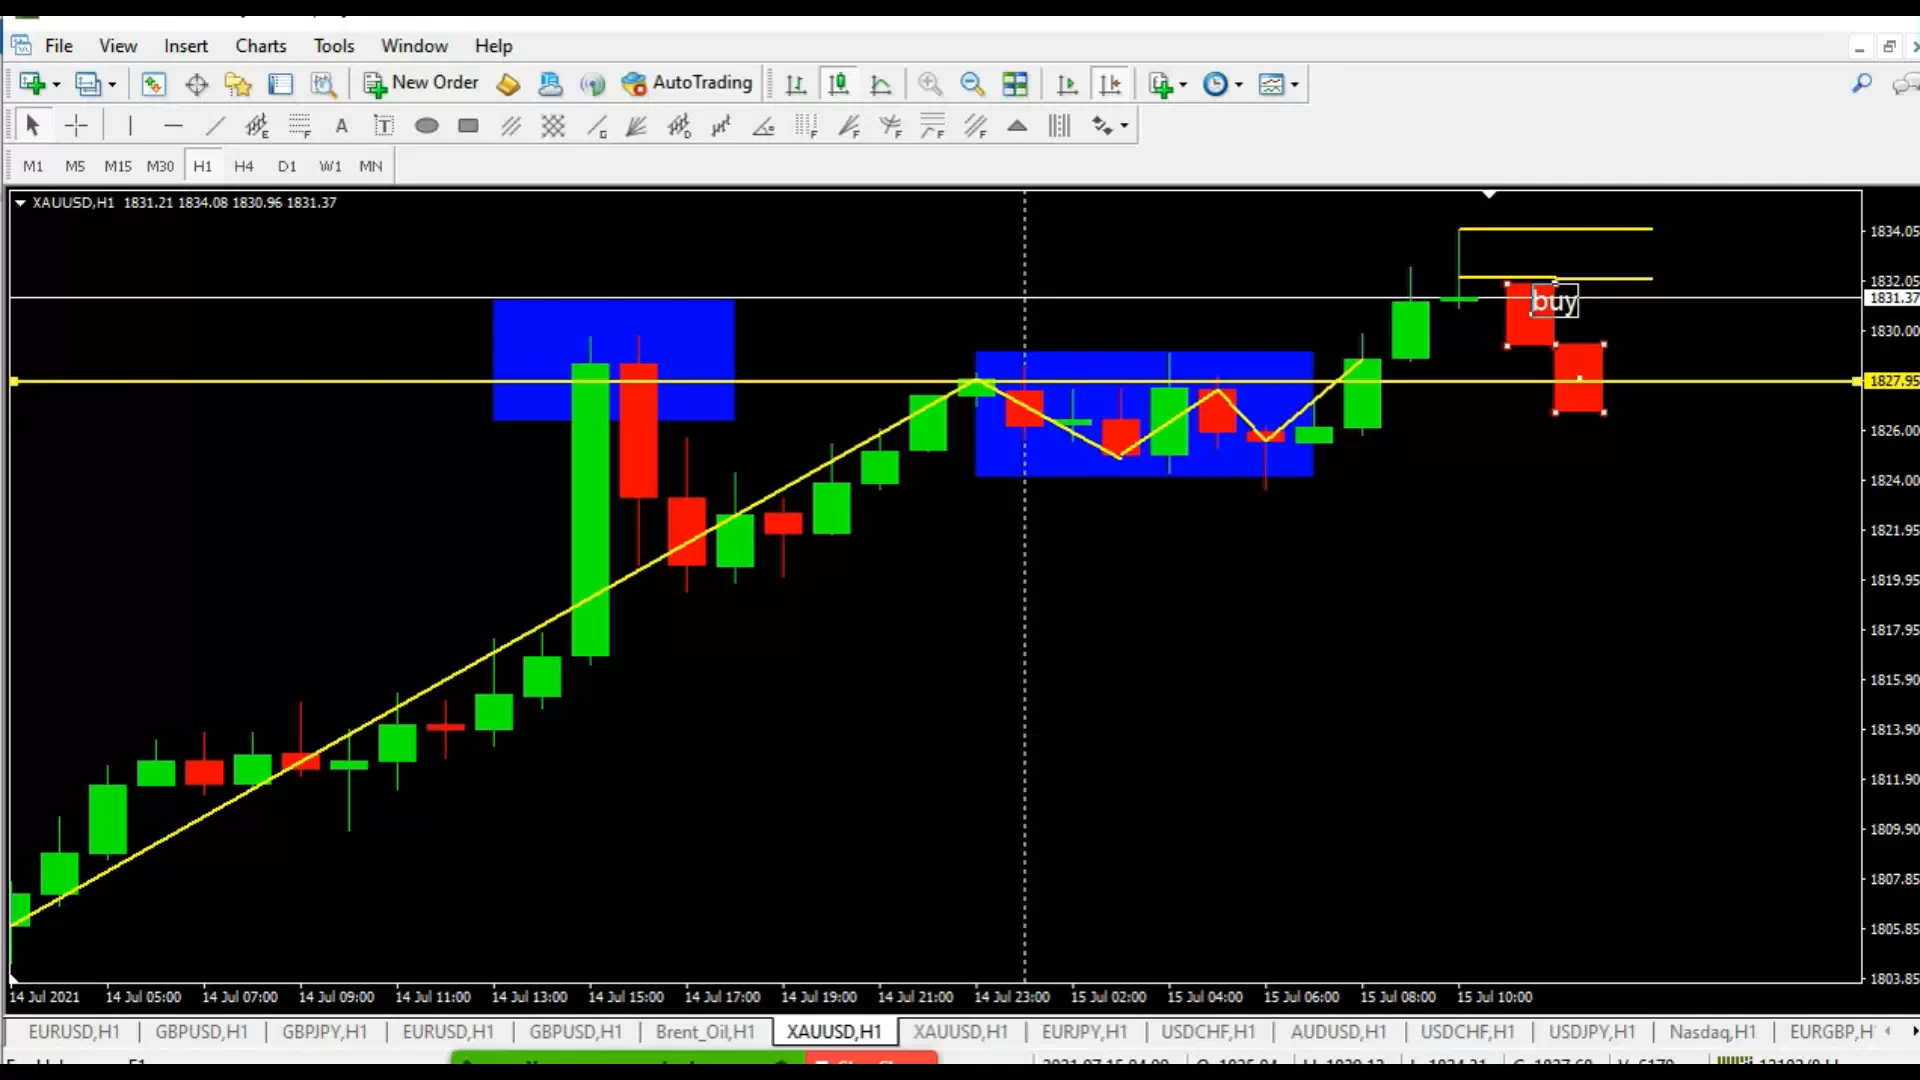 File View Insert Charts Tools Window Help
New Order AutoTrading
M1 M5 M15 M30 H1 H4 D1 W1 MN
XAUUSD,H1 1831.21 1834.08 1830.96 1831.37
1834.05
1832.05
1831.37
buy
1830.00
1827.95
1826.00
1824.00
1821.95
1819.95
1817.95
1815.90
1813.90
1811.90
1809.90
1807.85
1805.85
1803.85
14 Jul 2021 14 Jul 05:00 14 Jul 07:00 14 Jul 09:00 14 Jul 11:00 14 Jul 13:00 14 Jul 15:00 14 Jul 17:00 14 Jul 19:00 14 Jul 21:00 14 Jul 23:00 15 Jul 02:00 15 Jul 04:00 15 Jul 06:00 15 Jul 08:00 15 Jul 10:00
EURUSD,H1 GBPUSD,H1 GBPJPY,H1 EURUSD,H1 GBPUSD,H1 Brent_Oil,H1 XAUUSD,H1 XAUUSD,H1 EURJPY,H1 USDCHF,H1 AUDUSD,H1 USDCHF,H1 USDJPY,H1 Nasdaq,H1 EURGBP,H